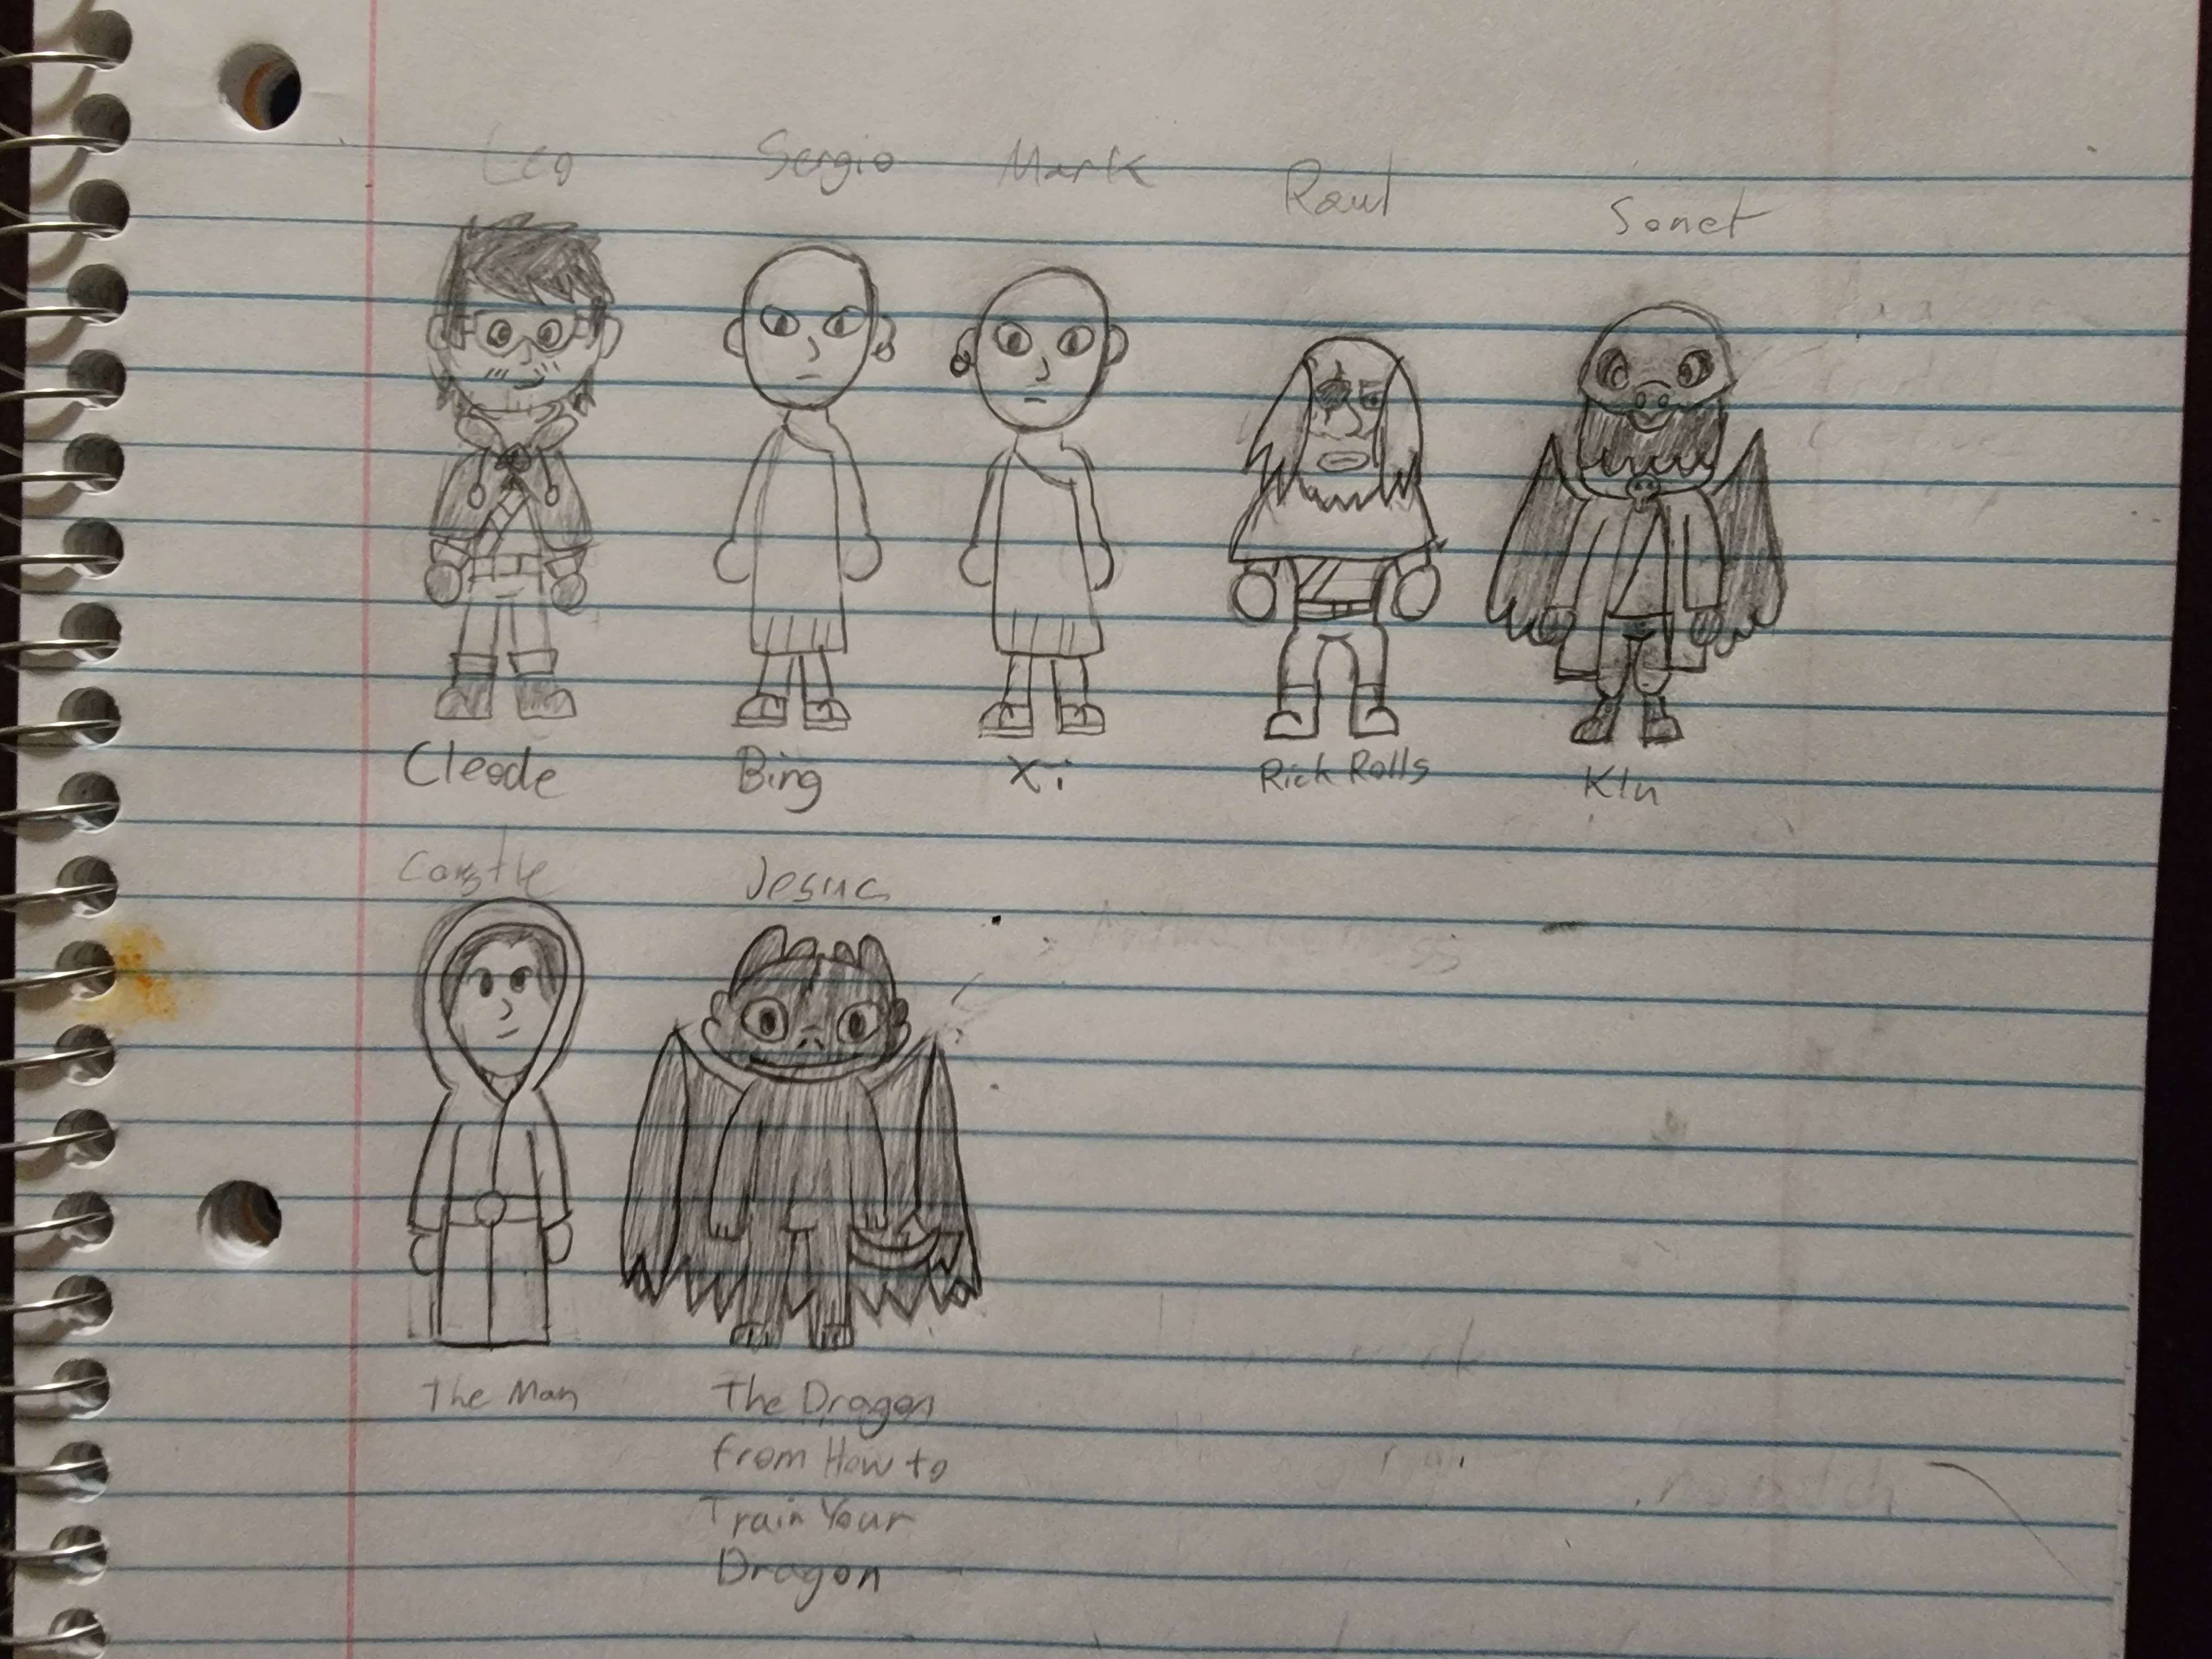 Leo Sergio Mark Raul Sonet
Cleode Bing Xi Rick Rolls Kln
Castle Jesus
The Man The Dragon
from How to
Train Your
Dragon